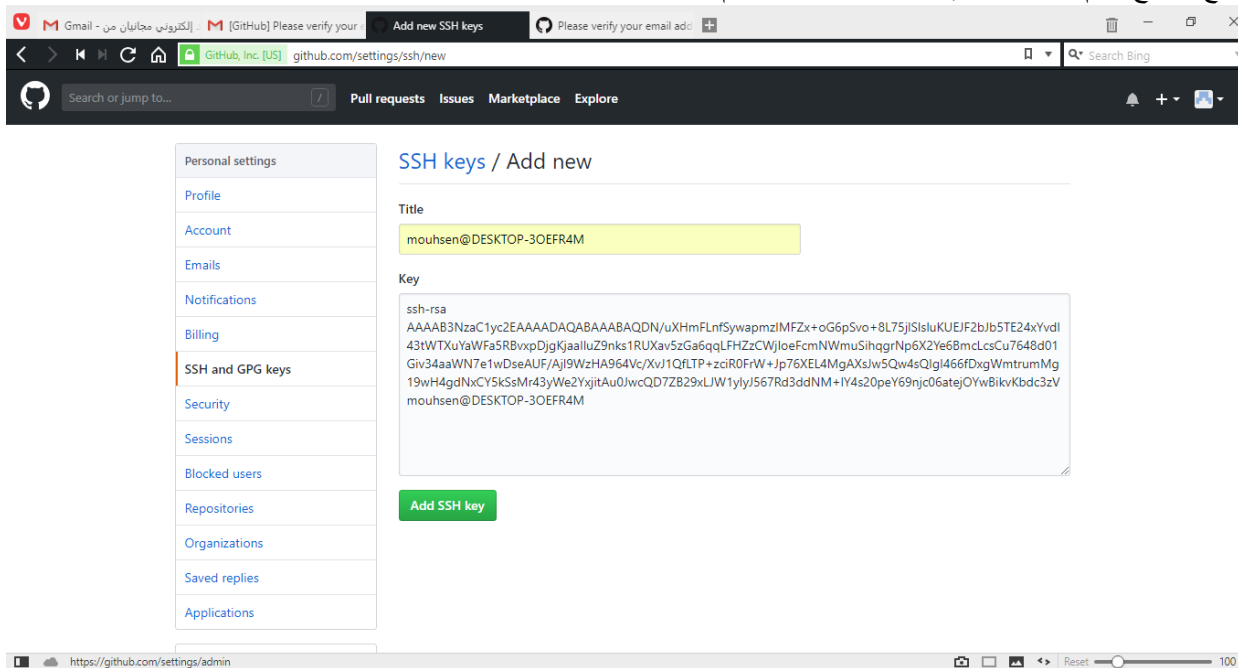 Gmail - إلكتروني مجانيان من
[GitHub] Please verify your e
Add new SSH keys
Please verify your email add
GitHub, Inc. [US] github.com/settings/ssh/new
Search Bing
Search or jump to...
/
Pull requests Issues Marketplace Explore
Personal settings
Profile
Account
Emails
Notifications
Billing
SSH and GPG keys
Security
Sessions
Blocked users
Repositories
Organizations
Saved replies
Applications
SSH keys / Add new
Title
mouhsen@DESKTOP-3OEFR4M
Key
ssh-rsa
AAAAB3NzaC1yc2EAAAADAQABAAABAQDN/uXHmFLnfSywapmzIMFZx+oG6pSvo+8L75jlSlsluKUEJF2bJb5TE24xYvdl
43tWTXuYaWFa5RBvxpDjgKjaalluZ9nks1RUXav5zGa6qqLFHZzCWjloeFcmNWmuSihqgrNp6X2Ye6BmcLcsCu7648d01
Giv34aaWN7e1wDseAUF/AjI9WzHA964Vc/XvJ1QfLTP+zciR0FrW+Jp76XEL4MgAXsJw5Qw4sQlgI466fDxgWmtrumMg
19wH4gdNxCY5kSsMr43yWe2YxjitAu0JwcQD7ZB29xLJW1ylyJ567Rd3ddNM+IY4s20peY69njc06atejOYwBikvKbdc3zV
mouhsen@DESKTOP-3OEFR4M
Add SSH key
https://github.com/settings/admin
Reset
100